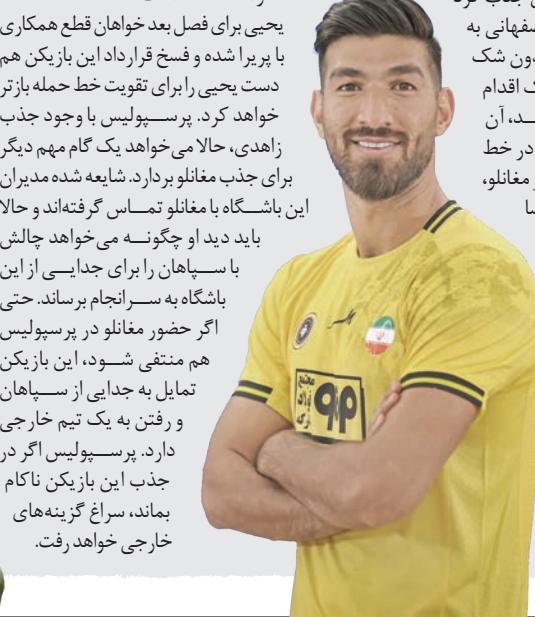 یحیی برای فصل بعد خواهان قطع همکاری
با پریرا شده و فسخ قرارداد این بازیکن هم
دست یحیی را برای تقویت خط حمله بازتر
خواهد کرد. پرسپولیس با وجود جذب
زاهدی، حالا می‌خواهد یک گام مهم دیگر
برای جذب مغانلو بردارد. شایعه شده مدیران
این باشگاه با مغانلو تماس گرفته‌اند و حالا
باید دید او چگونه می‌خواهد چالش
با سپاهان را برای جدایی از این
باشگاه به سرانجام برساند. حتی
اگر حضور مغانلو در پرسپولیس
هم منتفی شود، این بازیکن
تمایل به جدایی از سپاهان
و رفتن به یک تیم خارجی
دارد. پرسپولیس اگر در
جذب این بازیکن ناکام
بماند، سراغ گزینه‌های
خارجی خواهد رفت.
به
شک
اقدام
آن
در خط
مغانلو،
مجتمع
فولاد